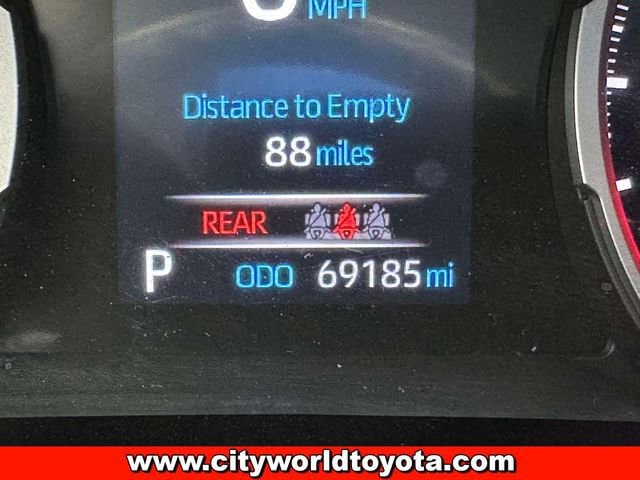 MPH
Distance to Empty
88 miles
REAR
P ODO 69185 mi
www.cityworldtoyota.com